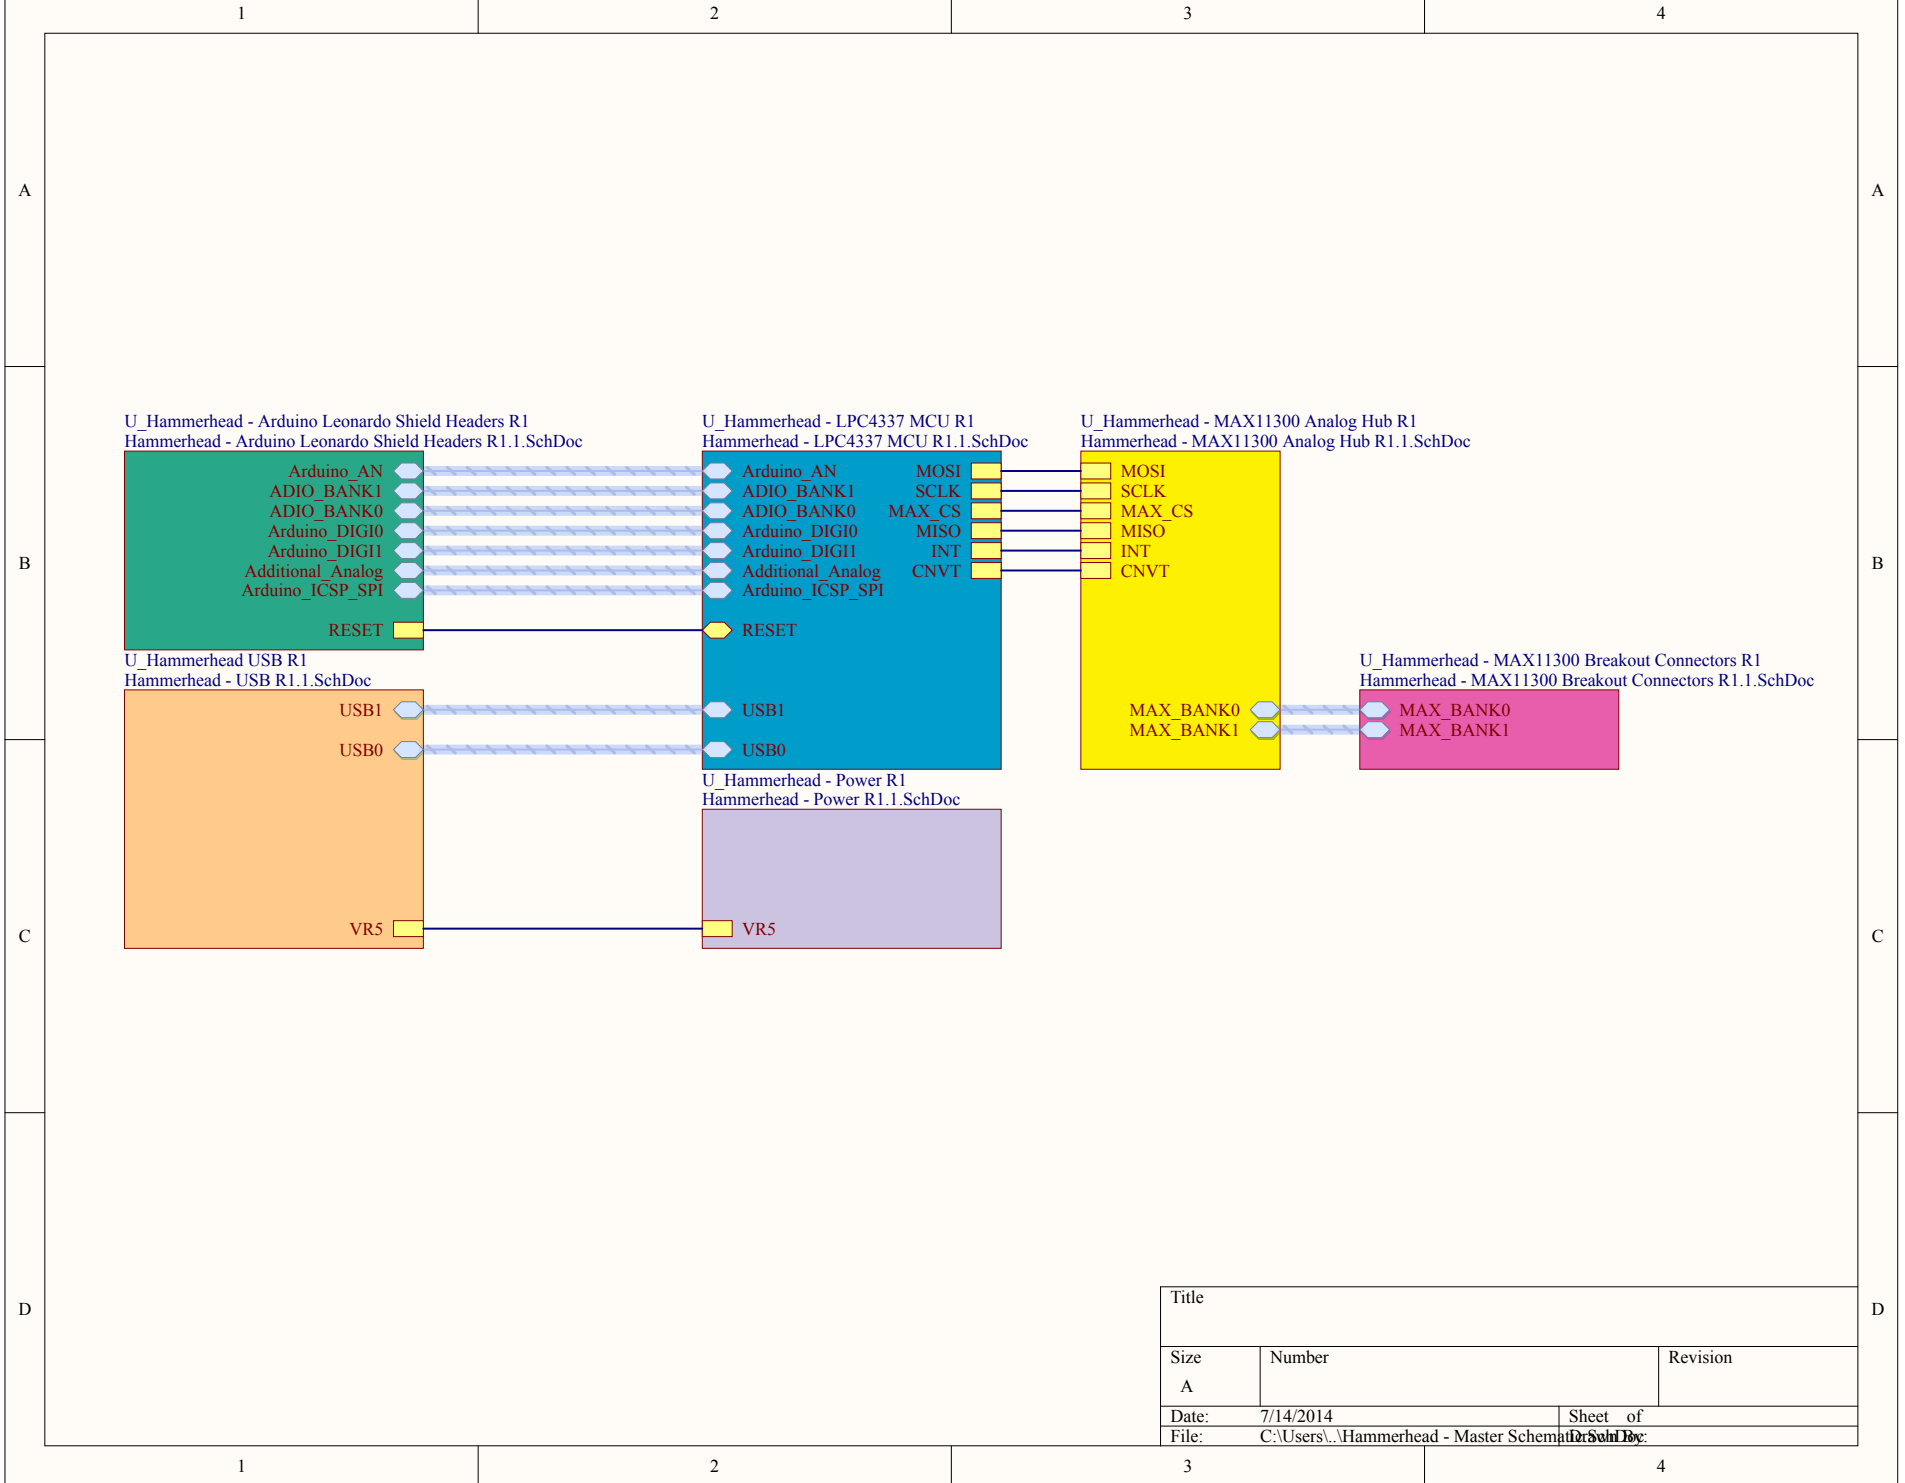 1 2 3 4
A A
U_Hammerhead - Arduino Leonardo Shield Headers R1
Hammerhead - Arduino Leonardo Shield Headers R1.1.SchDoc
Arduino_AN
ADIO_BANK1
ADIO_BANK0
Arduino_DIGI0
Arduino_DIGI1
Additional_Analog
Arduino_ICSP_SPI
RESET
U_Hammerhead - LPC4337 MCU R1
Hammerhead - LPC4337 MCU R1.1.SchDoc
Arduino_AN MOSI
ADIO_BANK1 SCLK
ADIO_BANK0 MAX_CS
Arduino_DIGI0 MISO
Arduino_DIGI1 INT
Additional_Analog CNVT
Arduino_ICSP_SPI
RESET
USB1
USB0
U_Hammerhead - MAX11300 Analog Hub R1
Hammerhead - MAX11300 Analog Hub R1.1.SchDoc
MOSI
SCLK
MAX_CS
MISO
INT
CNVT
MAX_BANK0
MAX_BANK1
B B
U_Hammerhead - MAX11300 Breakout Connectors R1
Hammerhead - MAX11300 Breakout Connectors R1.1.SchDoc
MAX_BANK0
MAX_BANK1
U_Hammerhead USB R1
Hammerhead - USB R1.1.SchDoc
USB1
USB0
VR5
U_Hammerhead - Power R1
Hammerhead - Power R1.1.SchDoc
VR5
C C
D D
Title
Size Number Revision
A
Date: 7/14/2014 Sheet of
File: C:\Users\..\Hammerhead - Master Schematic.SchDoc Drawn By:
1 2 3 4